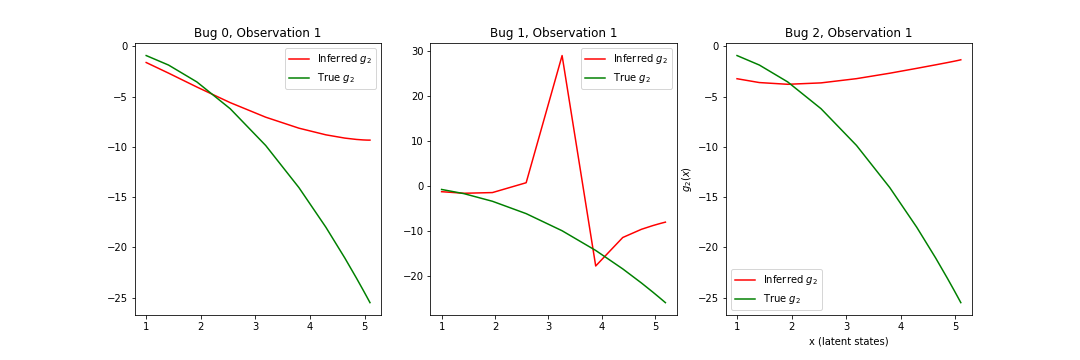 Bug 0, Observation 1
Inferred g₂
True g₂
0
−5
−10
−15
−20
−25
1 2 3 4 5
Bug 1, Observation 1
Inferred g₂
True g₂
30
20
10
0
−10
−20
1 2 3 4 5
Bug 2, Observation 1
g₂(x)
0
−5
−10
−15
−20
−25
Inferred g₂
True g₂
1 2 3 4 5
x (latent states)